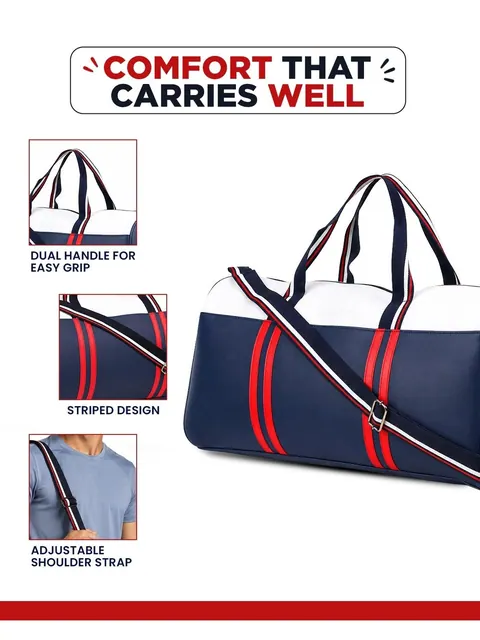 COMFORT THAT
CARRIES WELL
DUAL HANDLE FOR
EASY GRIP
STRIPED DESIGN
ADJUSTABLE
SHOULDER STRAP